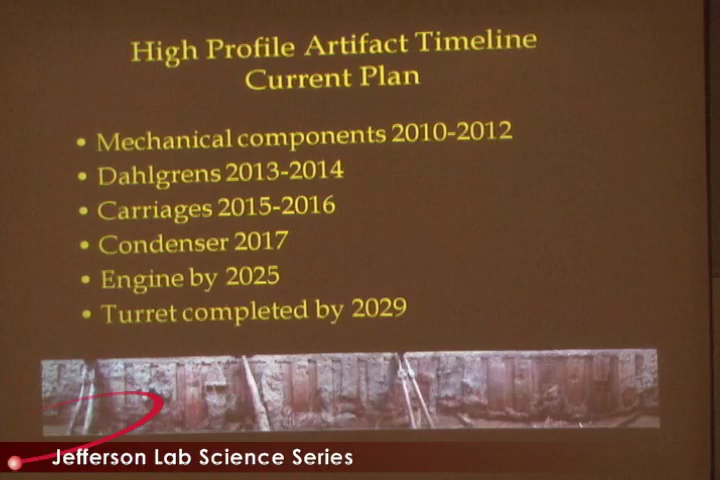 High Profile Artifact Timeline
Current Plan
• Mechanical components 2010-2012
• Dahlgrens 2013-2014
• Carriages 2015-2016
• Condenser 2017
• Engine by 2025
• Turret completed by 2029
Jefferson Lab Science Series